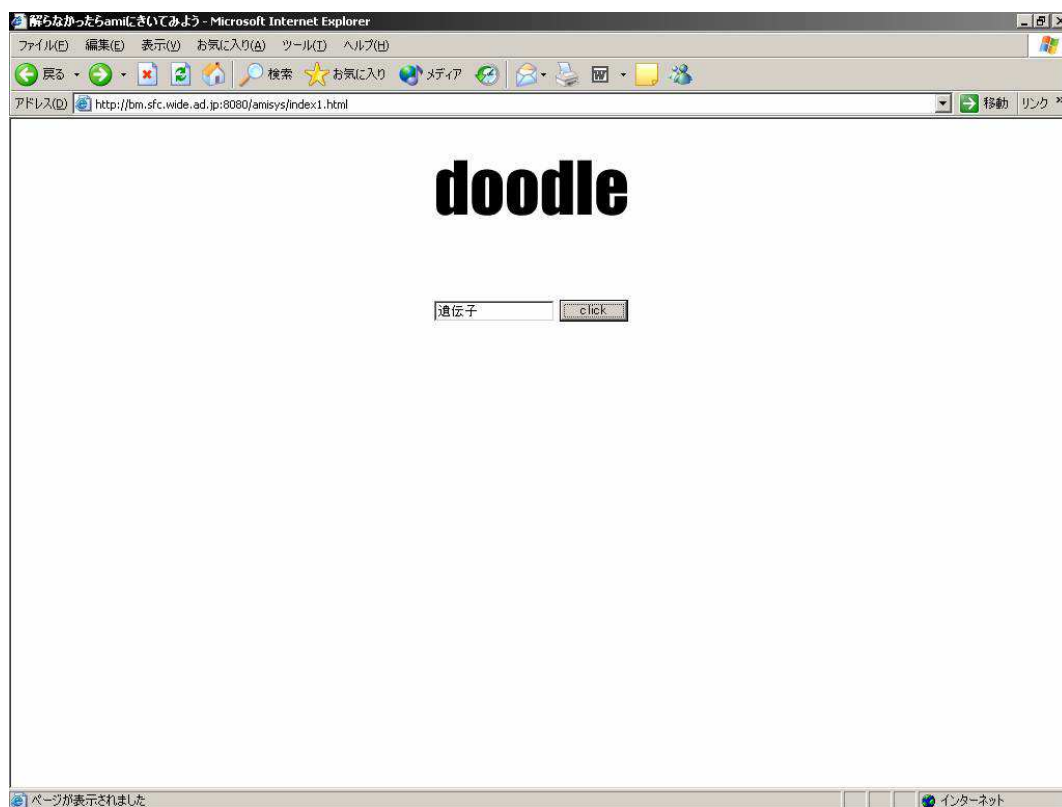 解らなかったらamiにきいてみよう - Microsoft Internet Explorer
ファイル(F) 編集(E) 表示(V) お気に入り(A) ツール(T) ヘルプ(H)
戻る 検索 お気に入り メディア
アドレス(D) http://bm.sfc.wide.ad.jp:8080/amisys/index1.html 移動 リンク »
doodle
遺伝子 click
ページが表示されました インターネット